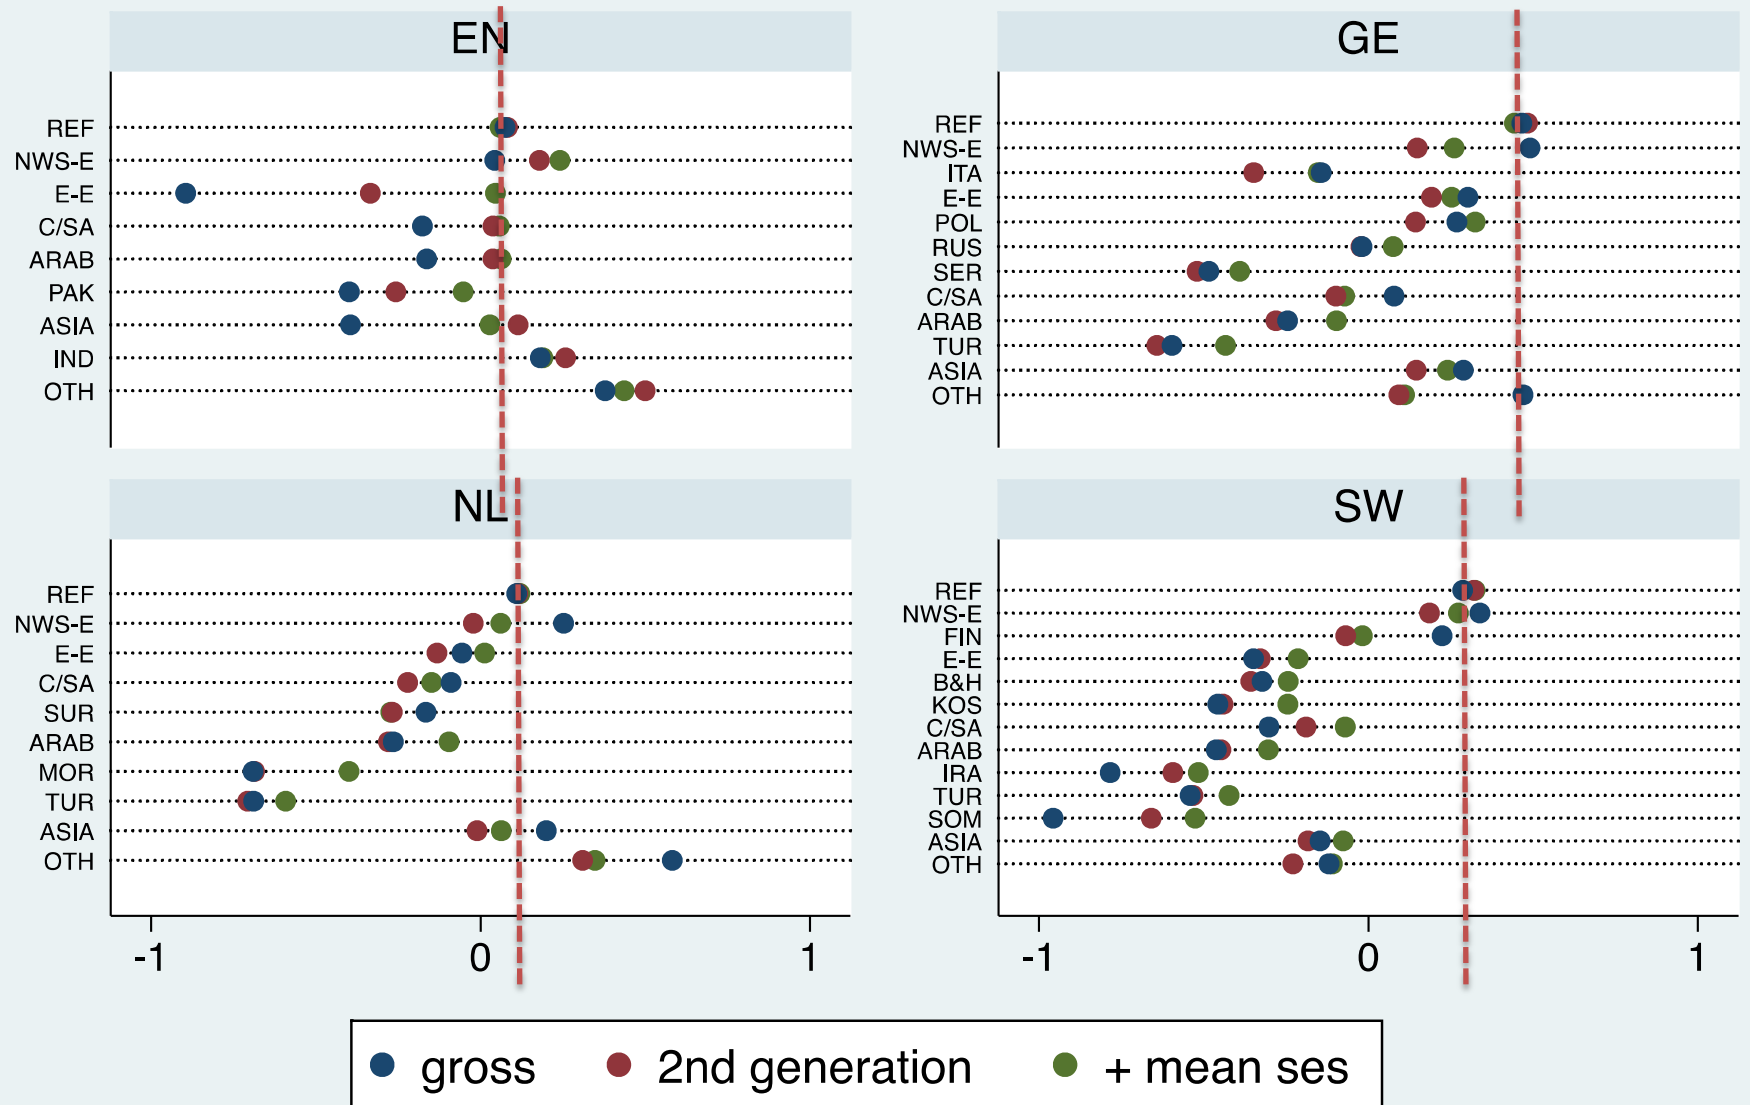 EN
REF
NWS-E
E-E
C/SA
ARAB
PAK
ASIA
IND
OTH
GE
REF
NWS-E
ITA
E-E
POL
RUS
SER
C/SA
ARAB
TUR
ASIA
OTH
NL
REF
NWS-E
E-E
C/SA
SUR
ARAB
MOR
TUR
ASIA
OTH
-1 0 1
SW
REF
NWS-E
FIN
E-E
B&H
KOS
C/SA
ARAB
IRA
TUR
SOM
ASIA
OTH
-1 0 1
gross 2nd generation + mean ses